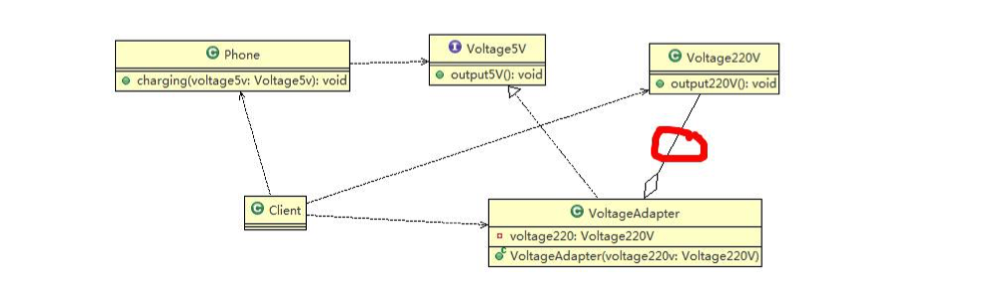 Phone
charging(voltage5v: Voltage5v): void
Voltage5V
output5V(): void
Voltage220V
output220V(): void
Client
VoltageAdapter
voltage220: Voltage220V
VoltageAdapter(voltage220v: Voltage220V)